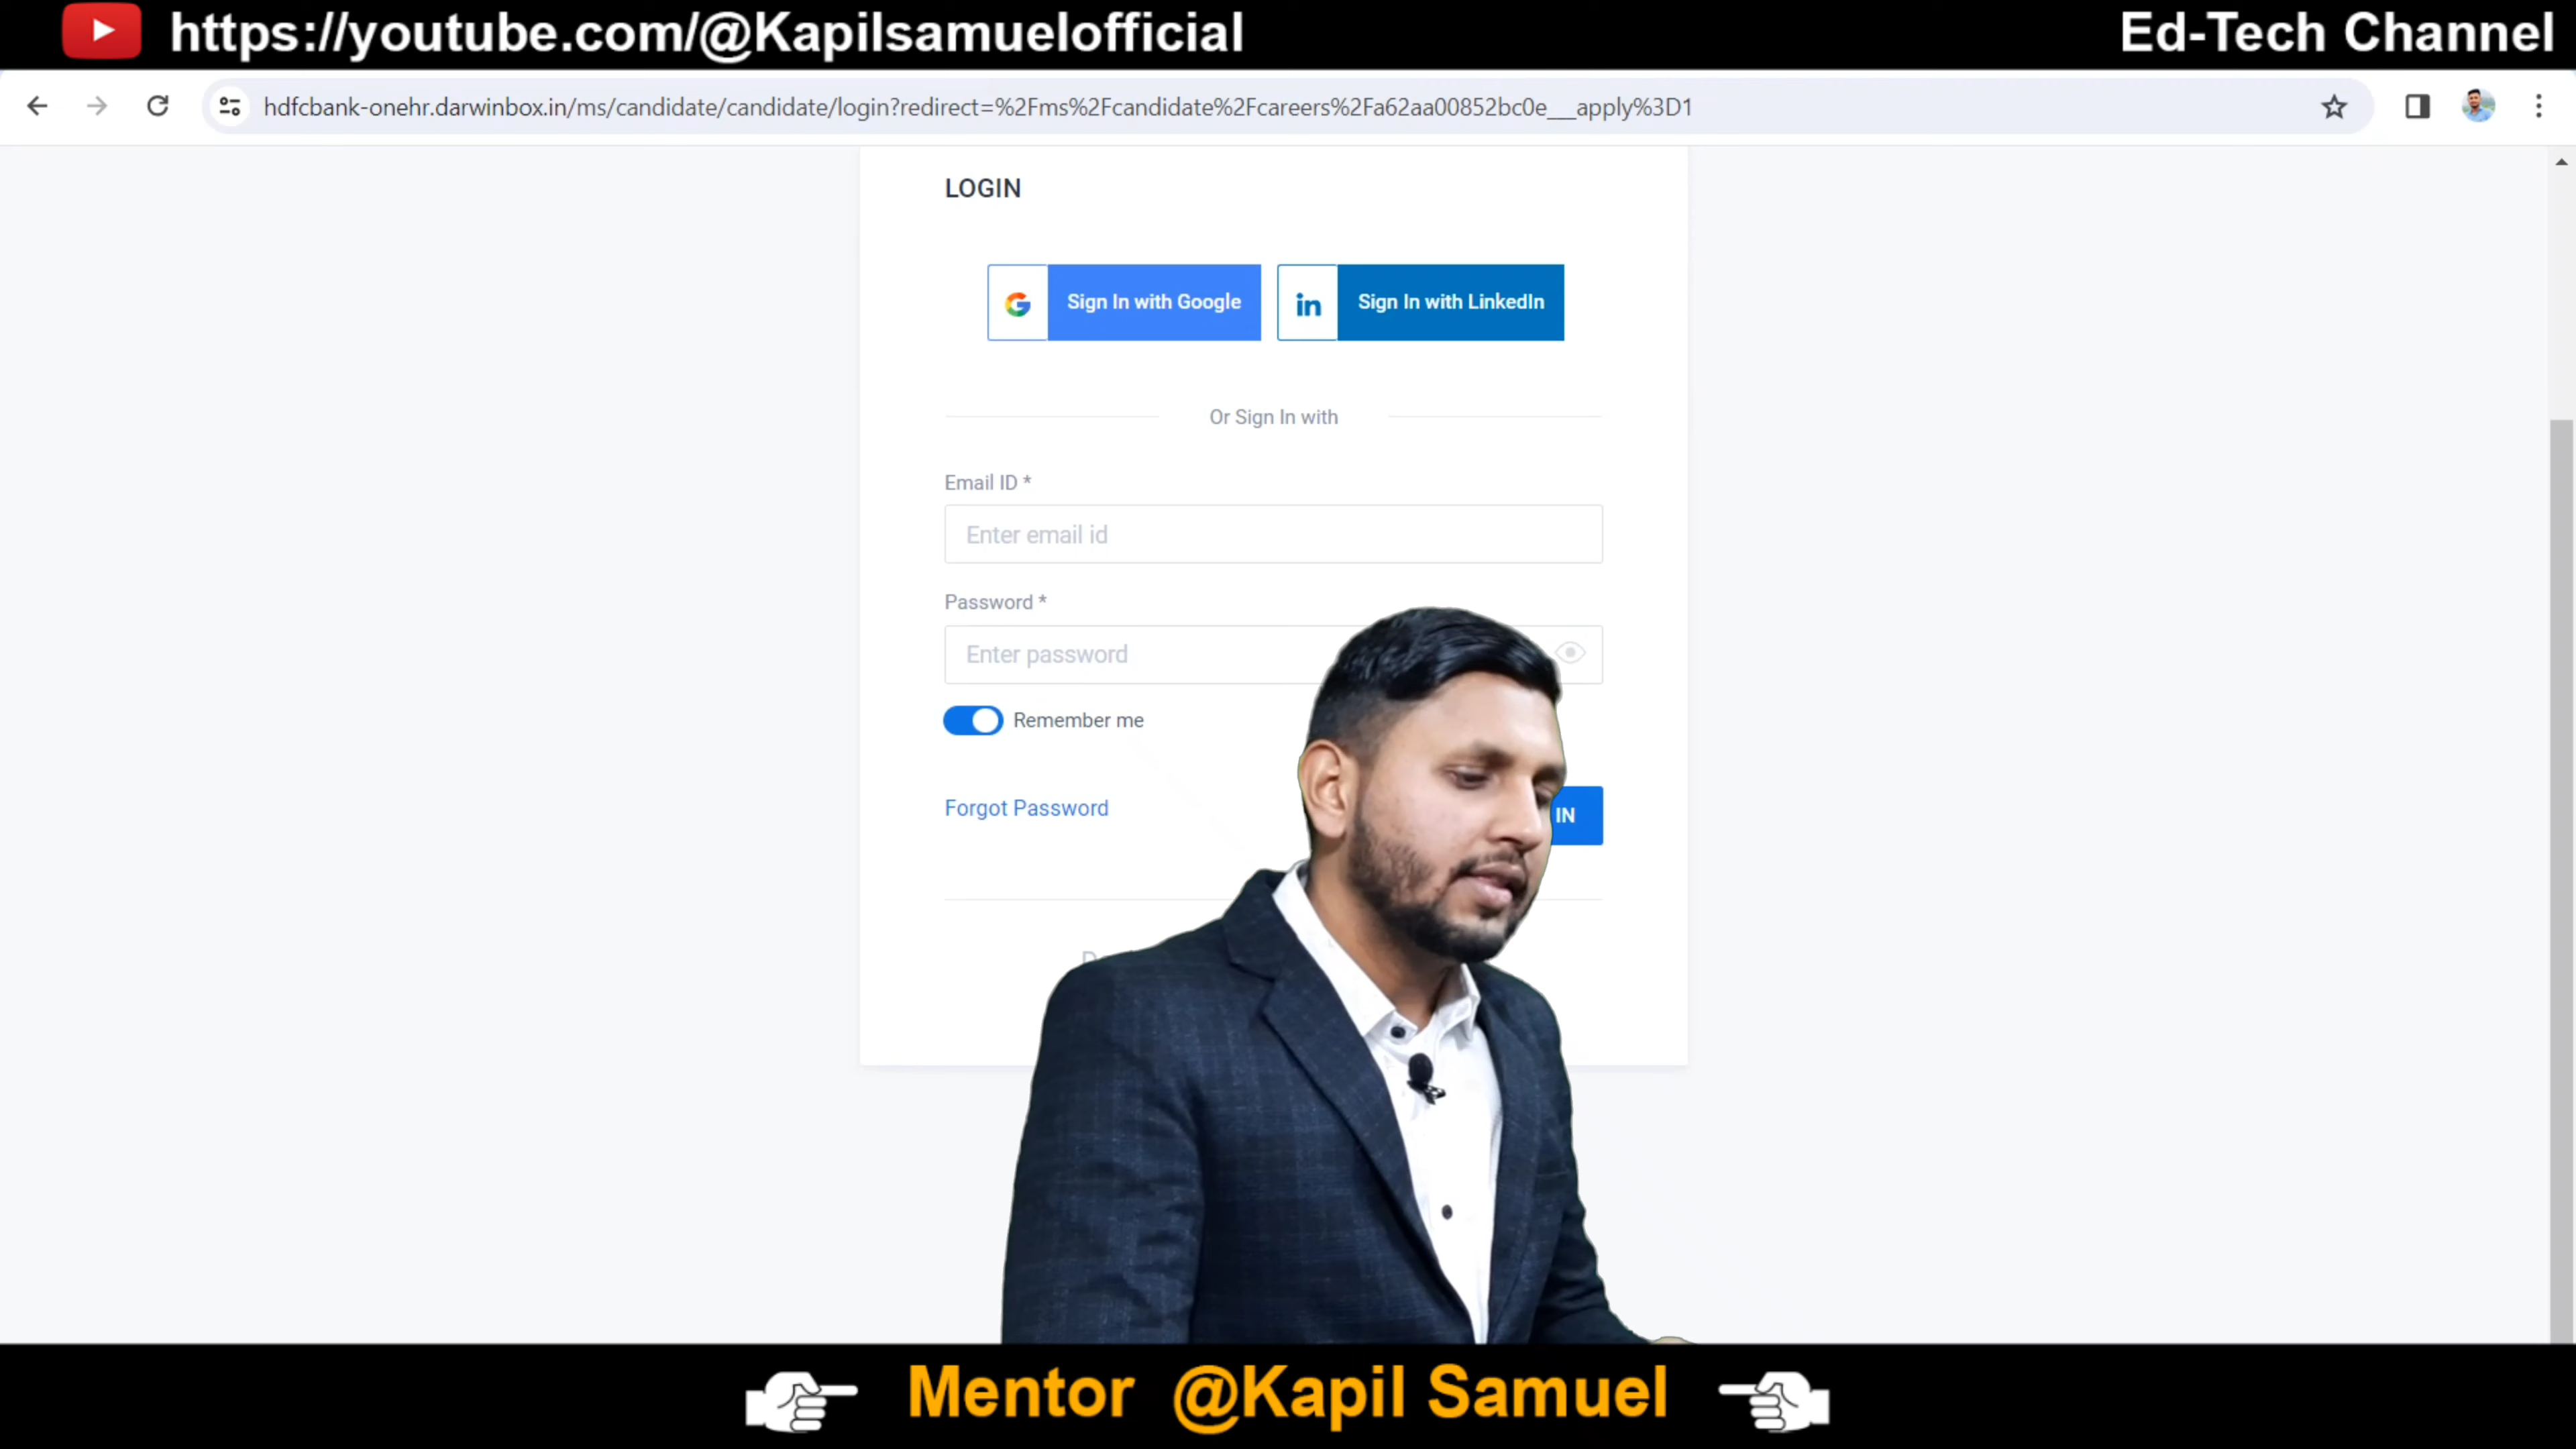 https://youtube.com/@Kapilsamuelofficial
Ed-Tech Channel
hdfcbank-onehr.darwinbox.in/ms/candidate/candidate/login?redirect=%2Fms%2Fcandidate%2Fcareers%2Fa62aa00852bc0e___apply%3D1
LOGIN
Sign In with Google
in Sign In with LinkedIn
Or Sign In with
Email ID *
Enter email id
Password *
Enter password
Remember me
Forgot Password
IN
Mentor @Kapil Samuel